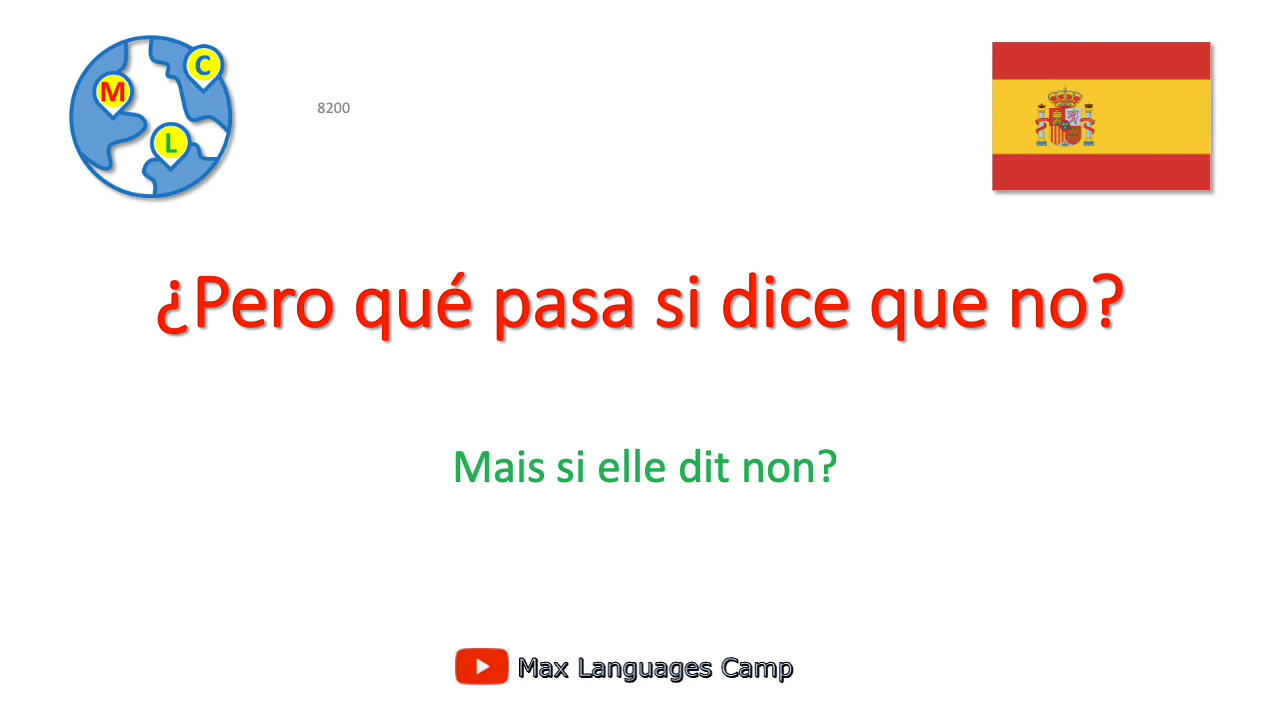 M
C
L
8200
¿Pero qué pasa si dice que no?
Mais si elle dit non?
Max Languages Camp